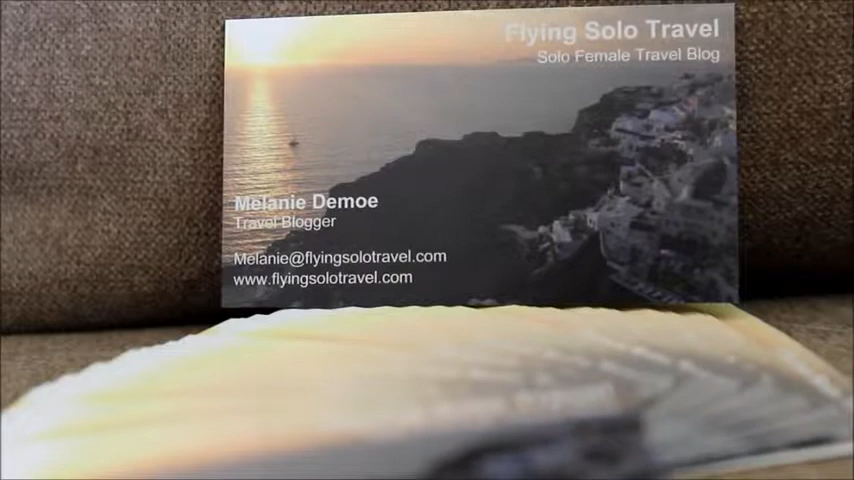 Flying Solo Travel
Solo Female Travel Blog
Melanie Demoe
Travel Blogger
Melanie@flyingsolotravel.com
www.flyingsolotravel.com